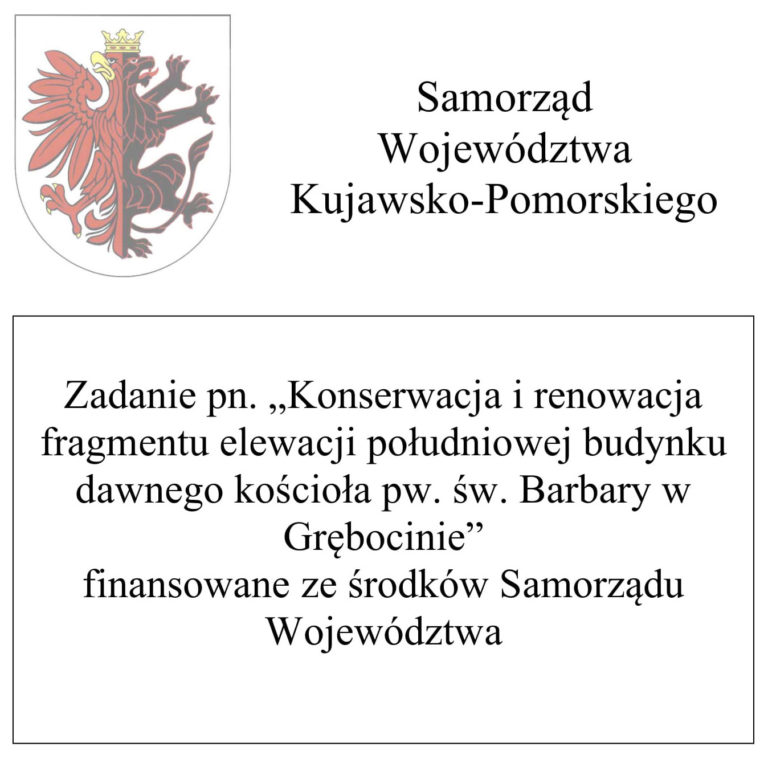 Samorząd
Województwa
Kujawsko-Pomorskiego
Zadanie pn. „Konserwacja i renowacja
fragmentu elewacji południowej budynku
dawnego kościoła pw. św. Barbary w
Grębocinie”
finansowane ze środków Samorządu
Województwa